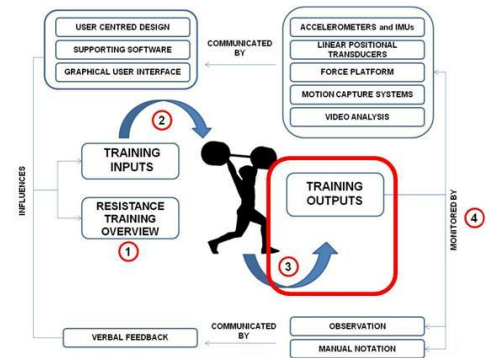 USER CENTRED DESIGN
SUPPORTING SOFTWARE
GRAPHICAL USER INTERFACE
COMMUNICATED
BY
ACCELEROMETERS and IMUs
LINEAR POSITIONAL
TRANSDUCERS
FORCE PLATFORM
MOTION CAPTURE SYSTEMS
VIDEO ANALYSIS
2
TRAINING
INPUTS
RESISTANCE
TRAINING
OVERVIEW
1
TRAINING
OUTPUTS
3
INFLUENCES
MONITORED BY
4
VERBAL FEEDBACK
COMMUNICATED
BY
OBSERVATION
MANUAL NOTATION